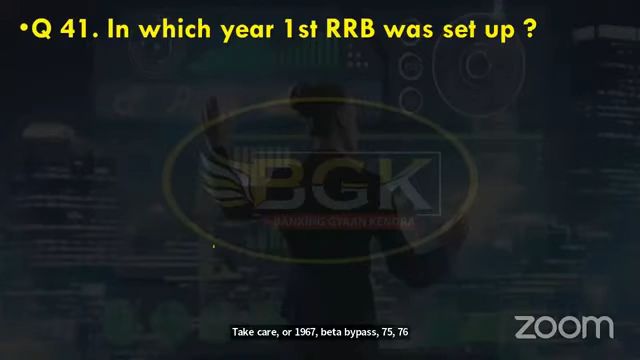 •Q 41. In which year 1st RRB was set up ?
BGK
BANKING GYAAN KENDRA
Take care, or 1967, beta bypass, 75, 76
zoom